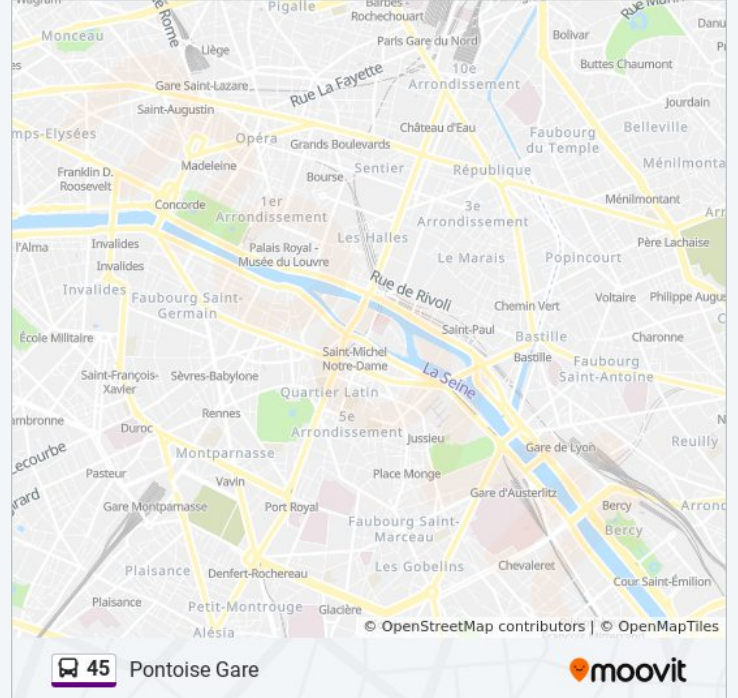 Wagram
Pigalle
Barbès -
Rochechouart
Monceau
Rome
Liège
Paris Gare du Nord
Bolivar
Danu
Buttes Chaumont
10e
Arrondissement
Gare Saint-Lazare
Rue La Fayette
Saint-Augustin
Jourdain
mps-Elysées
Opéra
Château d'Eau
Belleville
Grands Boulevards
Faubourg
du Temple
Madeleine
Sentier
République
Ménilmonta
Franklin D.
Roosevelt
Bourse
Concorde
1er
Arrondissement
3e
Arrondissement
Ménilmontant
Arr
l'Alma
Invalides
Les Halles
Père Lachaise
Palais Royal -
Musée du Louvre
Le Marais
Popincourt
Invalides
Invalides
Faubourg Saint-
Germain
Rue de Rivoli
Chemin Vert
Voltaire
Philippe Augus
École Militaire
Saint-Paul
Bastille
Charonne
C
Saint-Michel
Notre-Dame
Bastille
Faubourg
Saint-Antoine
Saint-François-
Xavier
Sèvres-Babylone
La Seine
Quartier Latin
ambronne
Rennes
5e
Arrondissement
N
Duroc
Jussieu
Gare de Lyon
Reuilly
Lecourbe
Montparnasse
Pasteur
Vavin
Place Monge
Gare d'Austerlitz
irard
Gare Montparnasse
Port Royal
Bercy
Arrond
Faubourg Saint-
Marceau
Bercy
Plaisance
Denfert-Rochereau
Les Gobelins
Chevaleret
Cour Saint-Émilion
Plaisance
Petit-Montrouge
Glacière
Alésia
© OpenStreetMap contributors | © OpenMapTiles
45 Pontoise Gare
moovit